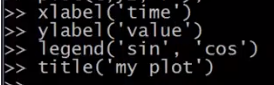 >> xlabel('time')
>> ylabel('value')
>> legend('sin', 'cos')
>> title('my plot')
>>